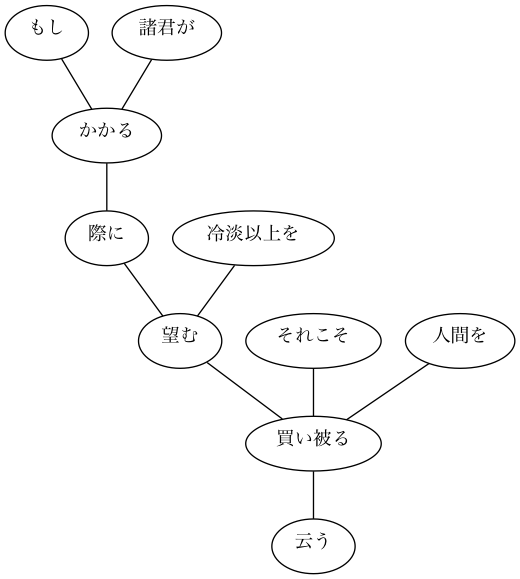 もし
諸君が
かかる
際に
冷淡以上を
望む
それこそ
人間を
買い被る
云う